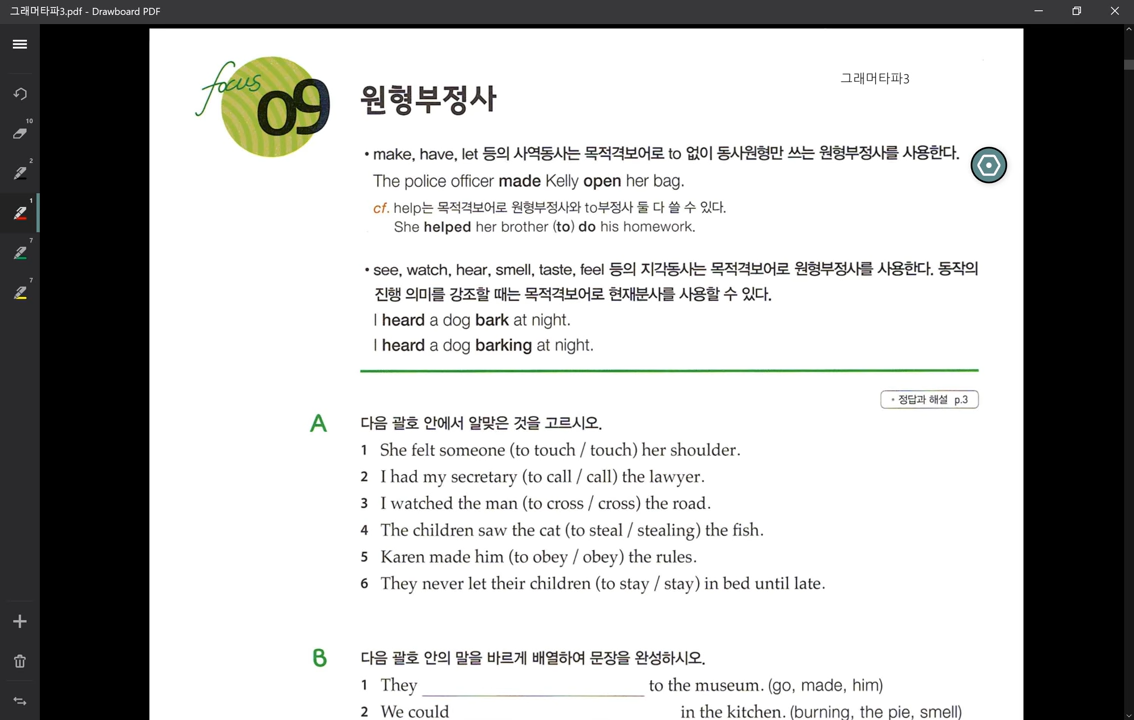 그래머타파3.pdf - Drawboard PDF
10
2
1
7
7
focus
09
원형부정사
그래머타파3
• make, have, let 등의 사역동사는 목적격보어로 to 없이 동사원형만 쓰는 원형부정사를 사용한다.
The police officer made Kelly open her bag.
cf. help는 목적격보어로 원형부정사와 to부정사 둘 다 쓸 수 있다.
She helped her brother (to) do his homework.
• see, watch, hear, smell, taste, feel 등의 지각동사는 목적격보어로 원형부정사를 사용한다. 동작의
진행 의미를 강조할 때는 목적격보어로 현재분사를 사용할 수 있다.
I heard a dog bark at night.
I heard a dog barking at night.
• 정답과 해설 p.3
A 다음 괄호 안에서 알맞은 것을 고르시오.
1 She felt someone (to touch / touch) her shoulder.
2 I had my secretary (to call / call) the lawyer.
3 I watched the man (to cross / cross) the road.
4 The children saw the cat (to steal / stealing) the fish.
5 Karen made him (to obey / obey) the rules.
6 They never let their children (to stay / stay) in bed until late.
B 다음 괄호 안의 말을 바르게 배열하여 문장을 완성하시오.
1 They ____________ to the museum. (go, made, him)
2 We could in the kitchen. (burning, the pie, smell)